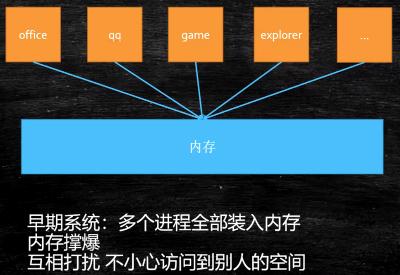 office qq game explorer ...
内存
早期系统：多个进程全部装入内存
内存撑爆
互相打扰 不小心访问到别人的空间